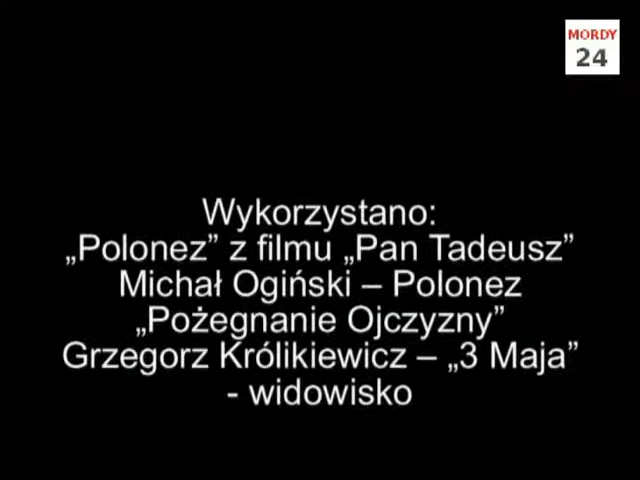 MORDY
24
Wykorzystano:
„Polonez” z filmu „Pan Tadeusz”
Michał Ogiński – Polonez
„Pożegnanie Ojczyzny”
Grzegorz Królikiewicz – „3 Maja”
- widowisko